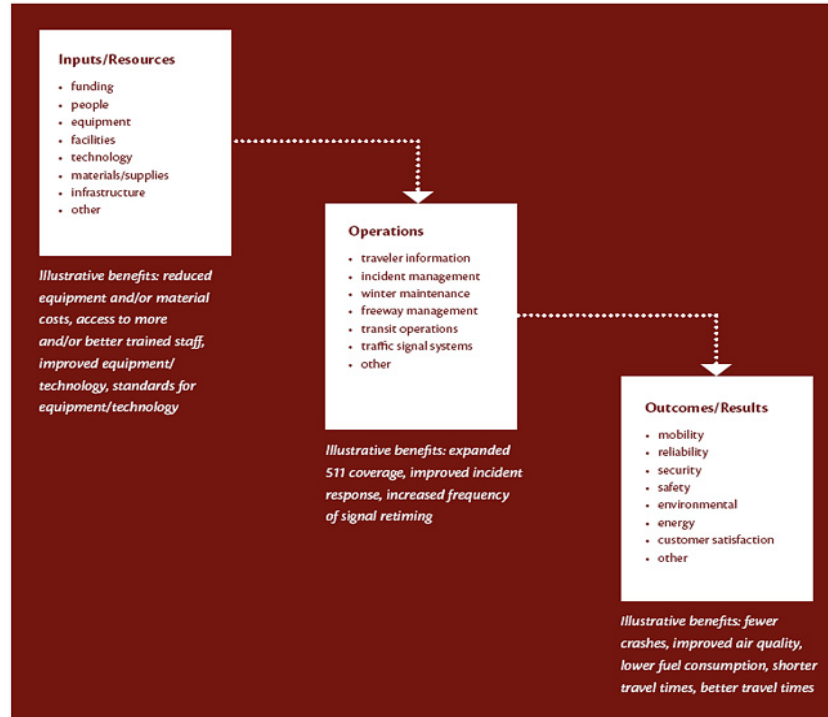 Inputs/Resources
• funding
• people
• equipment
• facilities
• technology
• materials/supplies
• infrastructure
• other
Illustrative benefits: reduced
equipment and/or material
costs, access to more
and/or better trained staff,
improved equipment/
technology, standards for
equipment/technology
Operations
• traveler information
• incident management
• winter maintenance
• freeway management
• transit operations
• traffic signal systems
• other
Illustrative benefits: expanded
511 coverage, improved incident
response, increased frequency
of signal retiming
Outcomes/Results
• mobility
• reliability
• security
• safety
• environmental
• energy
• customer satisfaction
• other
Illustrative benefits: fewer
crashes, improved air quality,
lower fuel consumption, shorter
travel times, better travel times